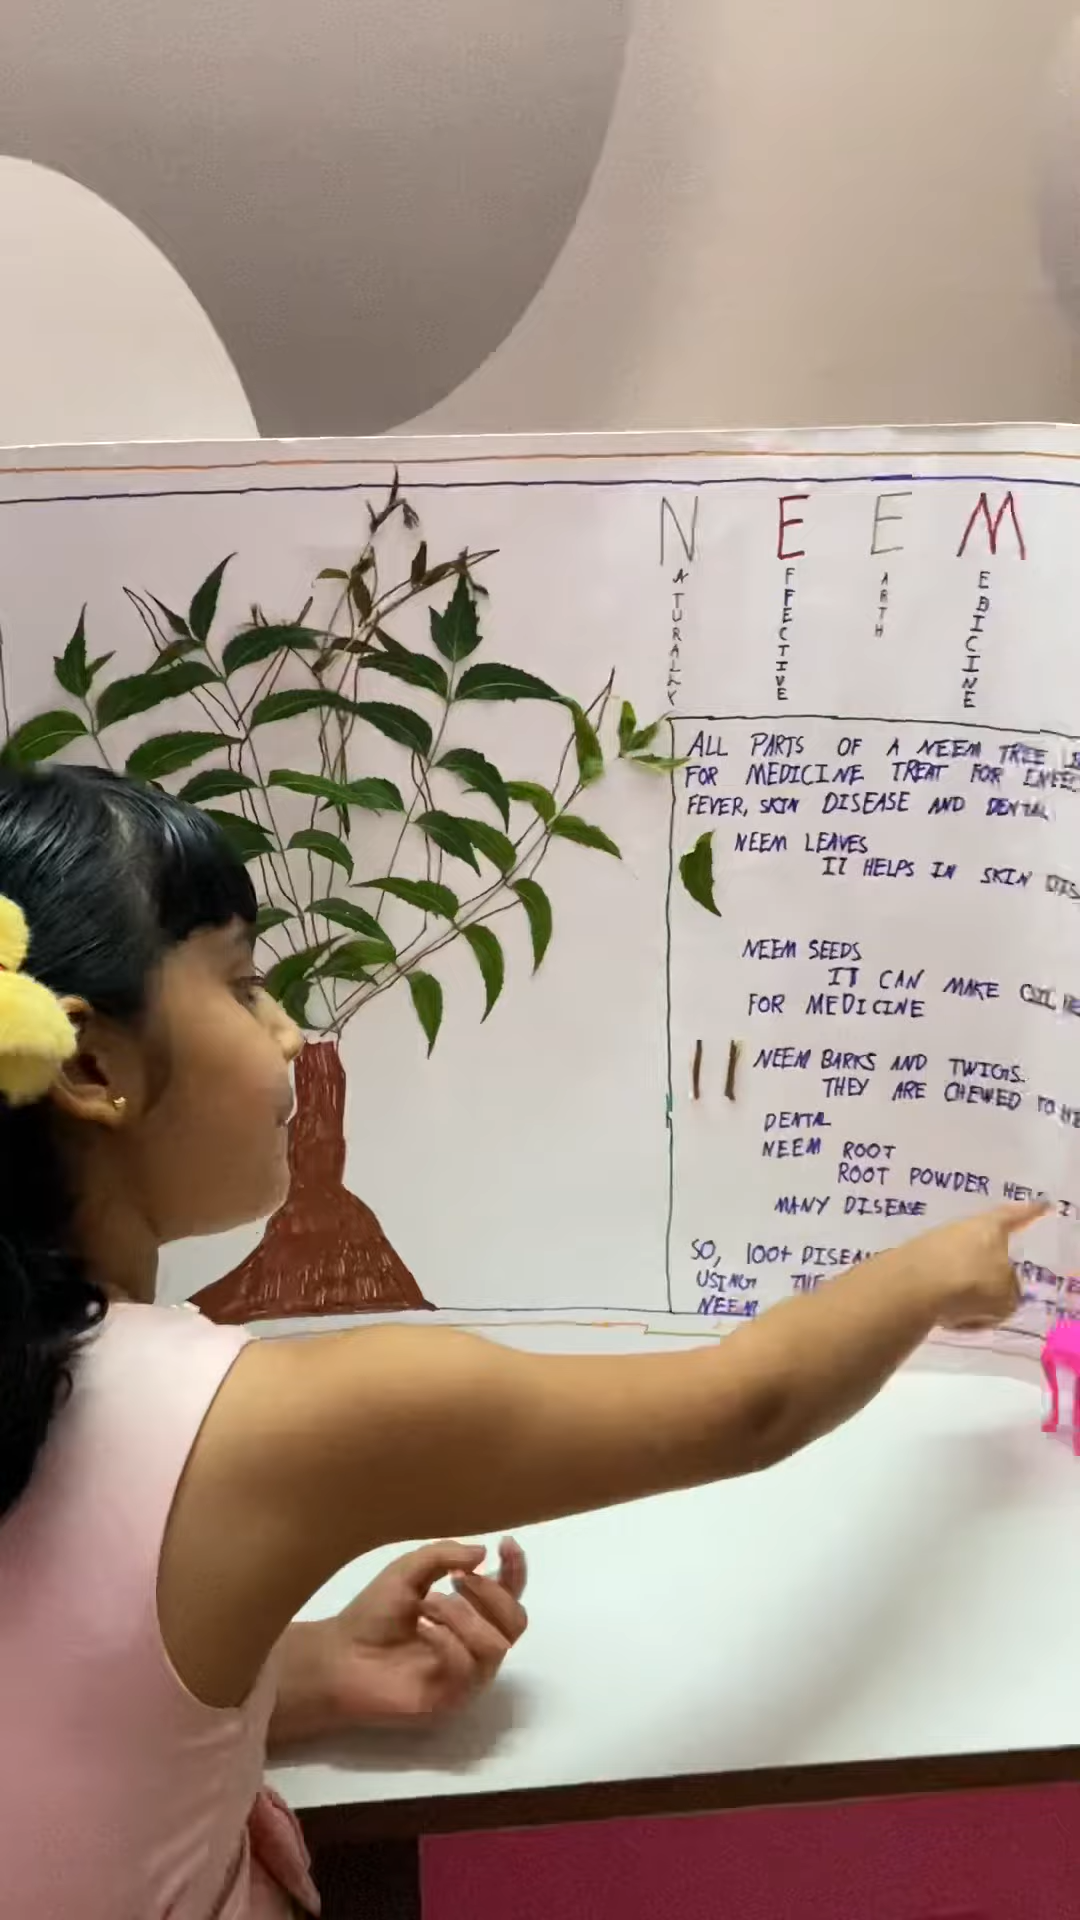 N E E M
NATURALLY
EFFECTIVE
EARTH
MEDICINE
ALL PARTS OF A NEEM TREE
FOR MEDICINE TREAT FOR
FEVER, SKIN DISEASE AND DENTAL
NEEM LEAVES
IT HELPS IN SKIN
NEEM SEEDS
IT CAN MAKE
FOR MEDICINE
NEEM BARKS AND TWIGS.
THEY ARE CHEWED TO
DENTAL
NEEM ROOT
ROOT POWDER
MANY DISEASE
SO, 100+
USING THE
NEEM